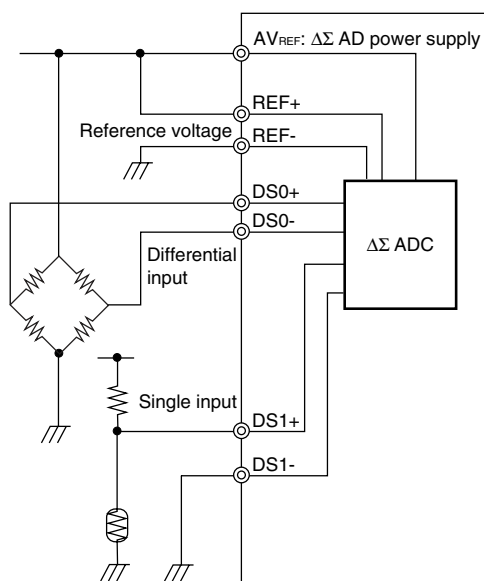 AVREF: ΔΣ AD power supply
REF+
Reference voltage
REF-
DS0+
DS0-
ΔΣ ADC
Differential
input
Single input
DS1+
DS1-